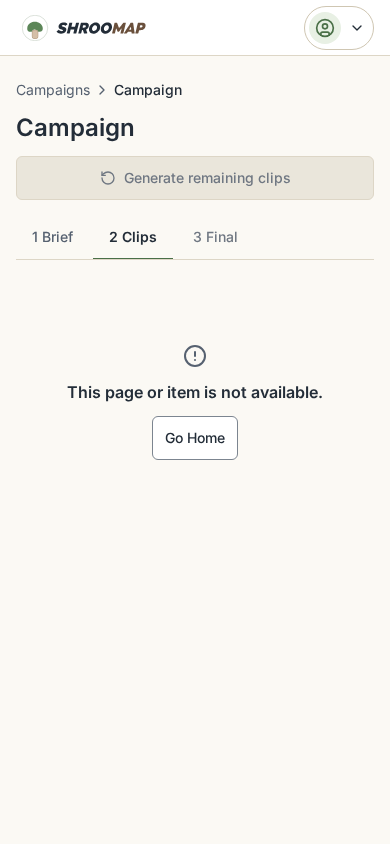 SHROOMAP
Campaigns > Campaign
Campaign
Generate remaining clips
1 Brief 2 Clips 3 Final
This page or item is not available.
Go Home